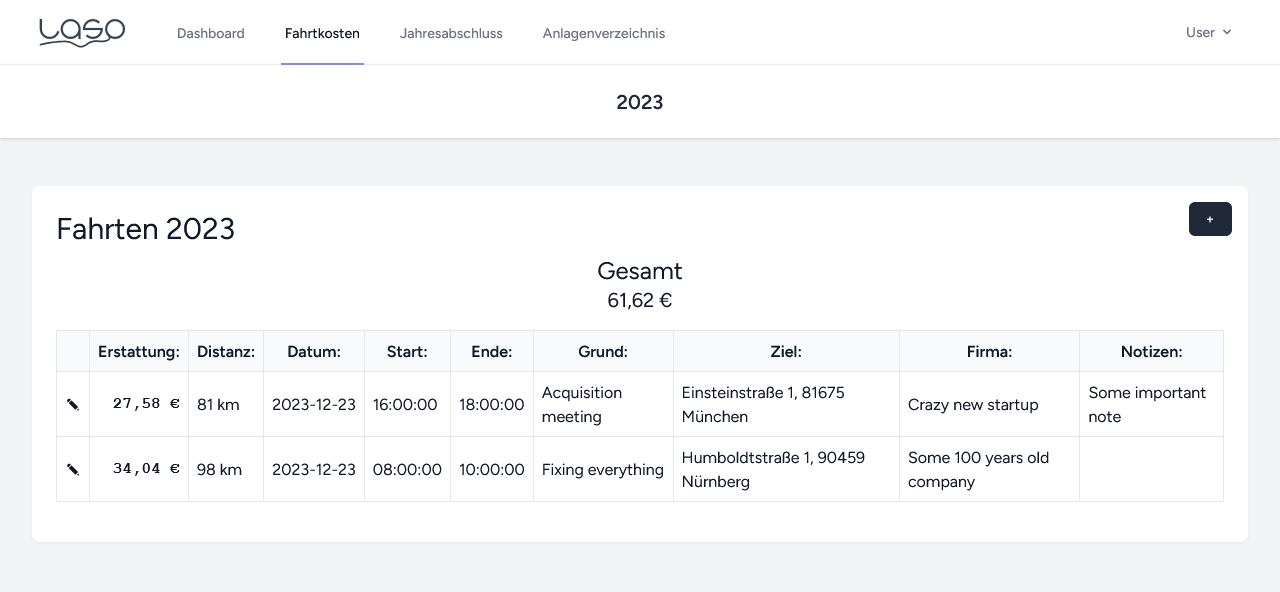 Laso
Dashboard Fahrtkosten Jahresabschluss Anlagenverzeichnis User
2023
Fahrten 2023
+
Gesamt
61,62 €
Erstattung: Distanz: Datum: Start: Ende: Grund: Ziel: Firma: Notizen:
27,58 € 81 km 2023-12-23 16:00:00 18:00:00 Acquisition meeting Einsteinstraße 1, 81675 München Crazy new startup Some important note
34,04 € 98 km 2023-12-23 08:00:00 10:00:00 Fixing everything Humboldtstraße 1, 90459 Nürnberg Some 100 years old company